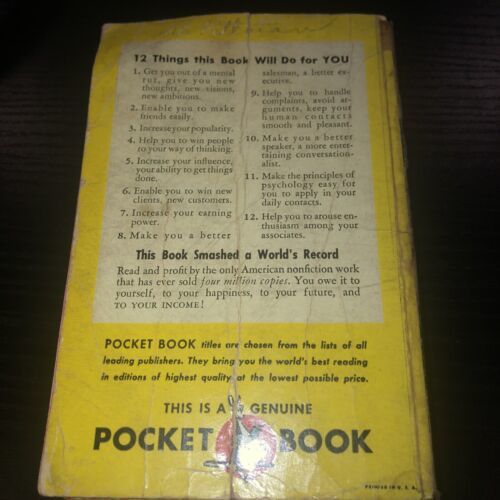 12 Things this Book Will Do for YOU
1. Get you out of a mental
rut, give you new
thoughts, new visions,
new ambitions.
2. Enable you to make
friends easily.
3. Increase your popularity.
4. Help you to win people
to your way of thinking.
5. Increase your influence,
your ability to get things
done.
6. Enable you to win new
clients, new customers.
7. Increase your earning
power.
8. Make you a better
salesman, a better ex-
ecutive.
9. Help you to handle
complaints, avoid ar-
guments, keep your
human contacts
smooth and pleasant.
10. Make you a better
speaker, a more enter-
taining conversation-
alist.
11. Make the principles of
psychology easy for
you to apply in your
daily contacts.
12. Help you to arouse en-
thusiasm among your
associates.
This Book Smashed a World's Record
Read and profit by the only American nonfiction work
that has ever sold four million copies. You owe it to
yourself, to your happiness, to your future, and
TO YOUR INCOME!
POCKET BOOK titles are chosen from the lists of all
leading publishers. They bring you the world's best reading
in editions of highest quality at the lowest possible price.
THIS IS A GENUINE
POCKET BOOK
PRINTED IN U. S. A.